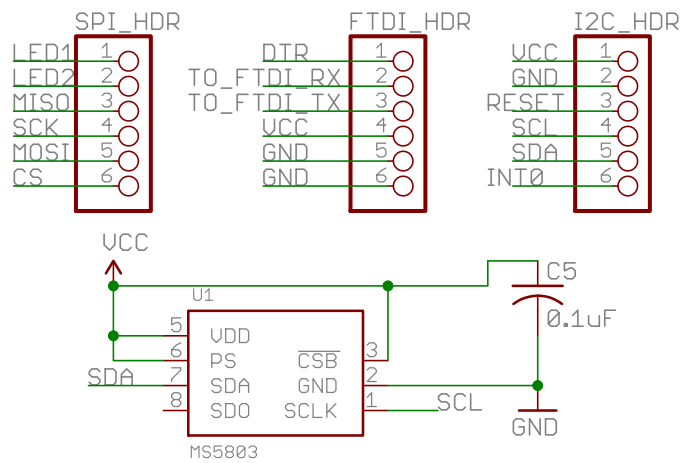 SPI_HDR FTDI_HDR I2C_HDR
LED1 1 DTR 1 VCC 1
LED2 2 TO_FTDI_RX 2 GND 2
MISO 3 TO_FTDI_TX 3 RESET 3
SCK 4 VCC 4 SCL 4
MOSI 5 GND 5 SDA 5
CS 6 GND 6 INT0 6
VCC
C5
U1
0.1uF
5 VDD
6 PS CSB 3
SDA 7 SDA GND 2
8 SDO SCLK 1 SCL
GND
MS5803